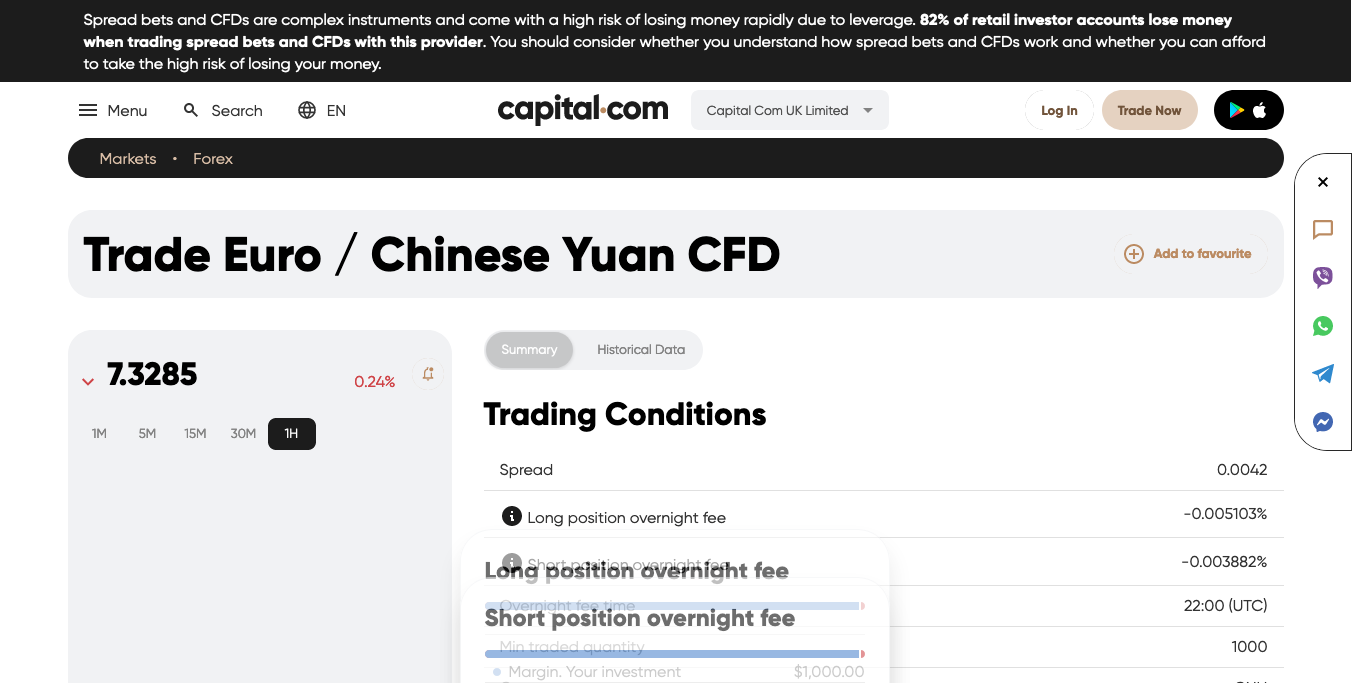 Spread bets and CFDs are complex instruments and come with a high risk of losing money rapidly due to leverage. 82% of retail investor accounts lose money
when trading spread bets and CFDs with this provider. You should consider whether you understand how spread bets and CFDs work and whether you can afford
to take the high risk of losing your money.
Menu Search EN capital.com Capital Com UK Limited Log In Trade Now
Markets • Forex
Trade Euro / Chinese Yuan CFD
Add to favourite
7.3285
0.24%
1M 5M 15M 30M 1H
Summary Historical Data
Trading Conditions
Spread 0.0042
Long position overnight fee -0.005103%
Short position overnight fee -0.003882%
Long position overnight fee
Overnight fee time 22:00 (UTC)
Short position overnight fee
Min traded quantity 1000
Margin. Your investment $1,000.00